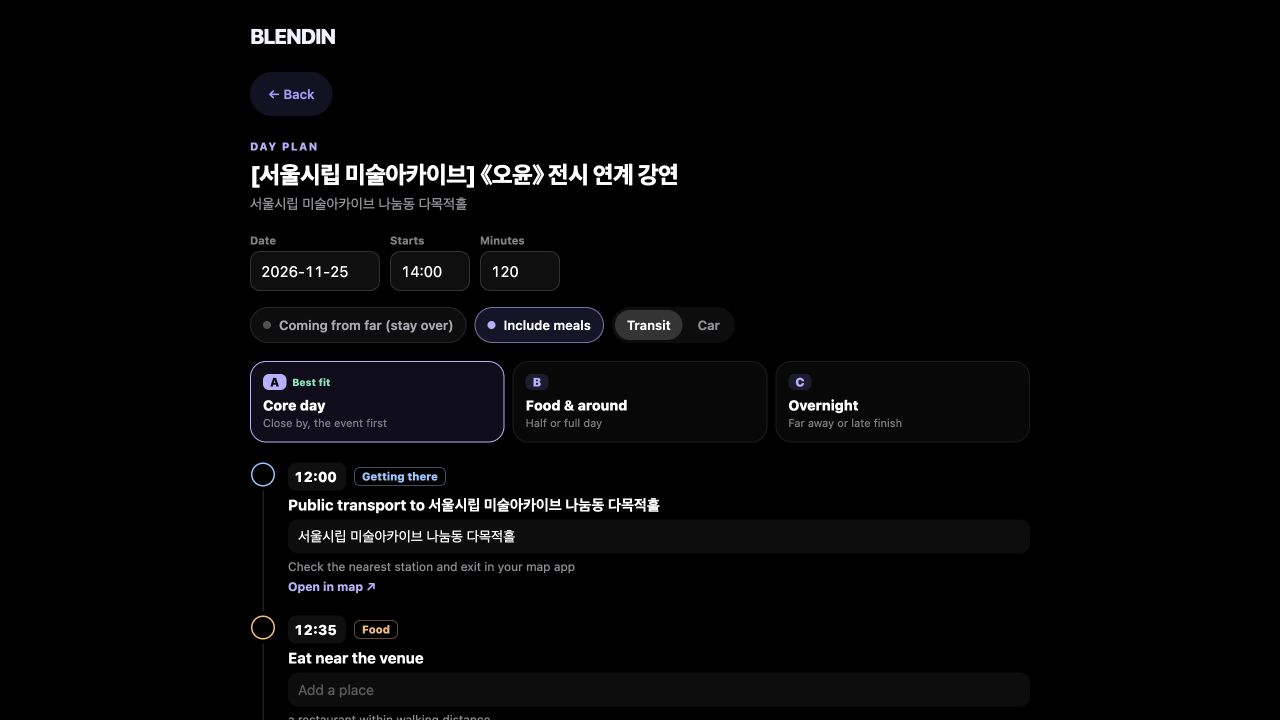 BLENDIN
← Back
DAY PLAN
[서울시립 미술아카이브] 《오윤》 전시 연계 강연
서울시립 미술아카이브 나눔동 다목적홀
Date Starts Minutes
2026-11-25 14:00 120
Coming from far (stay over) Include meals Transit Car
A Best fit
Core day
Close by, the event first
B
Food & around
Half or full day
C
Overnight
Far away or late finish
12:00 Getting there
Public transport to 서울시립 미술아카이브 나눔동 다목적홀
서울시립 미술아카이브 나눔동 다목적홀
Check the nearest station and exit in your map app
Open in map ↗
12:35 Food
Eat near the venue
Add a place
a restaurant within walking distance